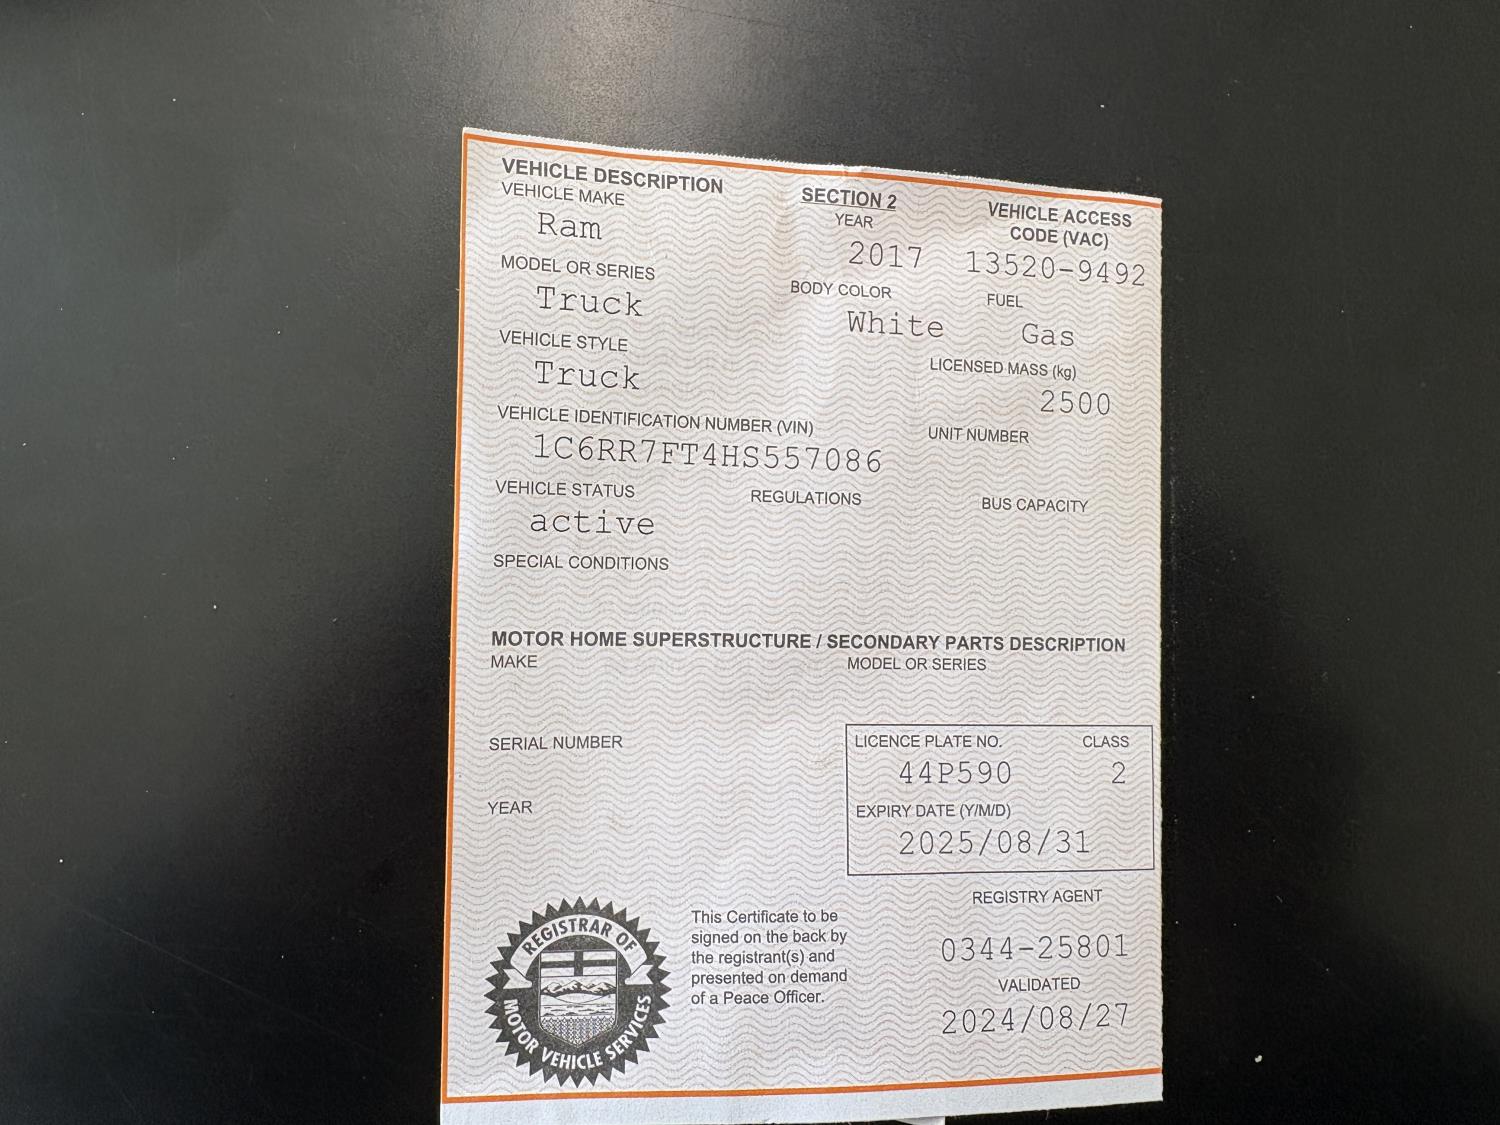 VEHICLE DESCRIPTION
VEHICLE MAKE
Ram
SECTION 2
YEAR
2017
VEHICLE ACCESS
CODE (VAC)
13520-9492
MODEL OR SERIES
Truck
BODY COLOR
White
FUEL
Gas
VEHICLE STYLE
Truck
LICENSED MASS (kg)
2500
VEHICLE IDENTIFICATION NUMBER (VIN)
1C6RR7FT4HS557086
UNIT NUMBER
VEHICLE STATUS
active
REGULATIONS
BUS CAPACITY
SPECIAL CONDITIONS
MOTOR HOME SUPERSTRUCTURE / SECONDARY PARTS DESCRIPTION
MAKE
MODEL OR SERIES
SERIAL NUMBER
YEAR
LICENCE PLATE NO.
CLASS
44P590
2
EXPIRY DATE (Y/M/D)
2025/08/31
REGISTRAR OF
MOTOR VEHICLE SERVICES
This Certificate to be
signed on the back by
the registrant(s) and
presented on demand
of a Peace Officer.
REGISTRY AGENT
0344-25801
VALIDATED
2024/08/27